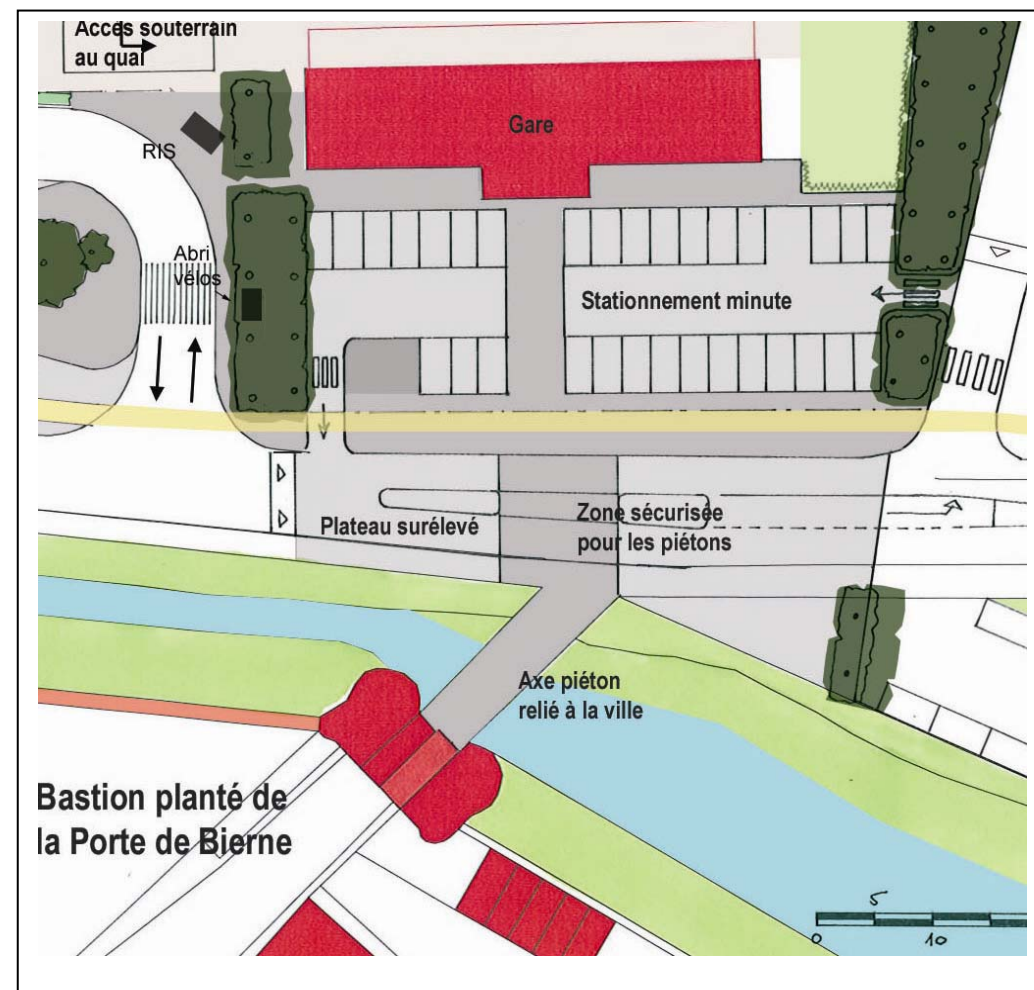 Accès souterrain
au quai
Gare
RIS
Abri
vélos
Stationnement minute
Plateau surélevé
Zone sécurisée
pour les piétons
Axe piéton
relié à la ville
Bastion planté de
la Porte de Bierne
5
0
10